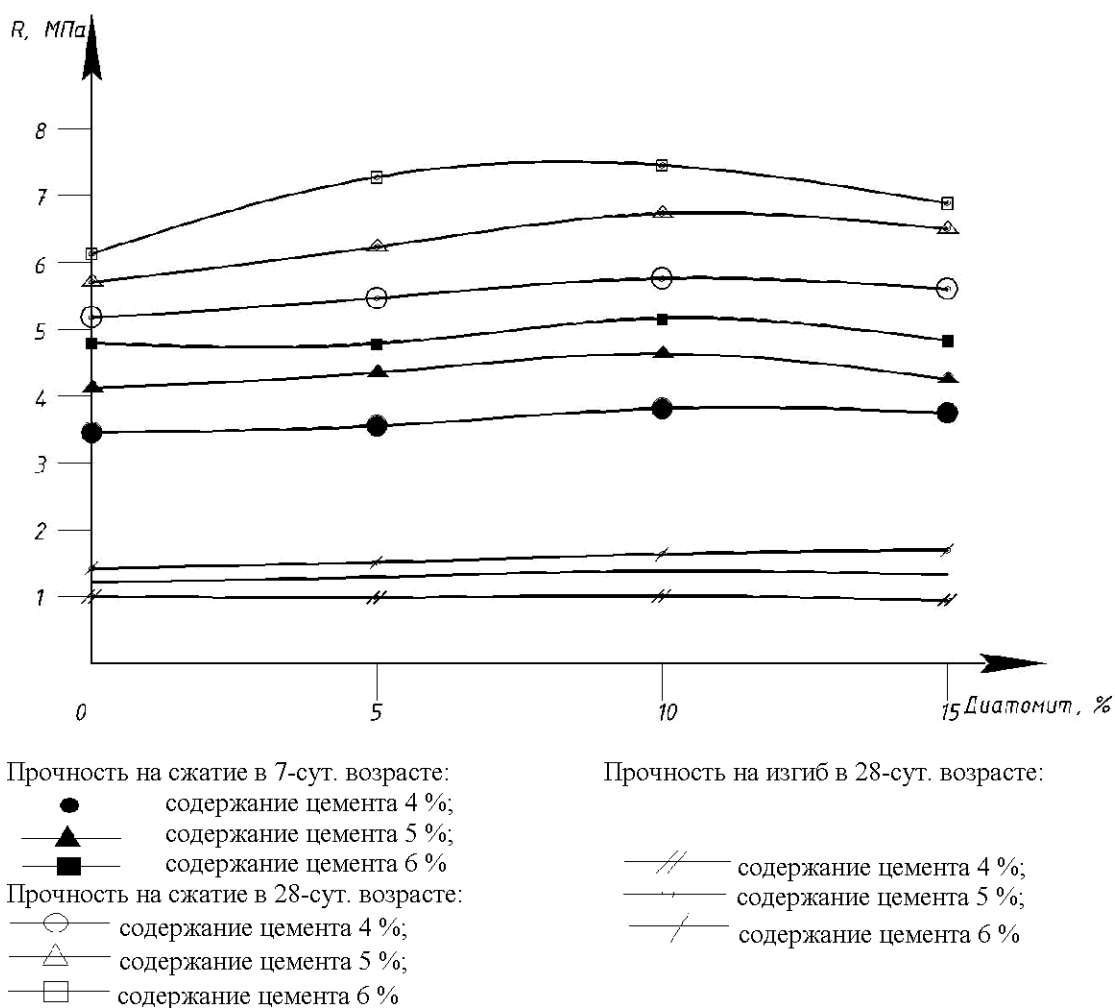 R, МПа
8
7
6
5
4
3
2
1
0 5 10 15 Диатомит, %
Прочность на сжатие в 7-сут. возрасте:
содержание цемента 4 %;
содержание цемента 5 %;
содержание цемента 6 %
Прочность на сжатие в 28-сут. возрасте:
содержание цемента 4 %;
содержание цемента 5 %;
содержание цемента 6 %
Прочность на изгиб в 28-сут. возрасте:
содержание цемента 4 %;
содержание цемента 5 %;
содержание цемента 6 %